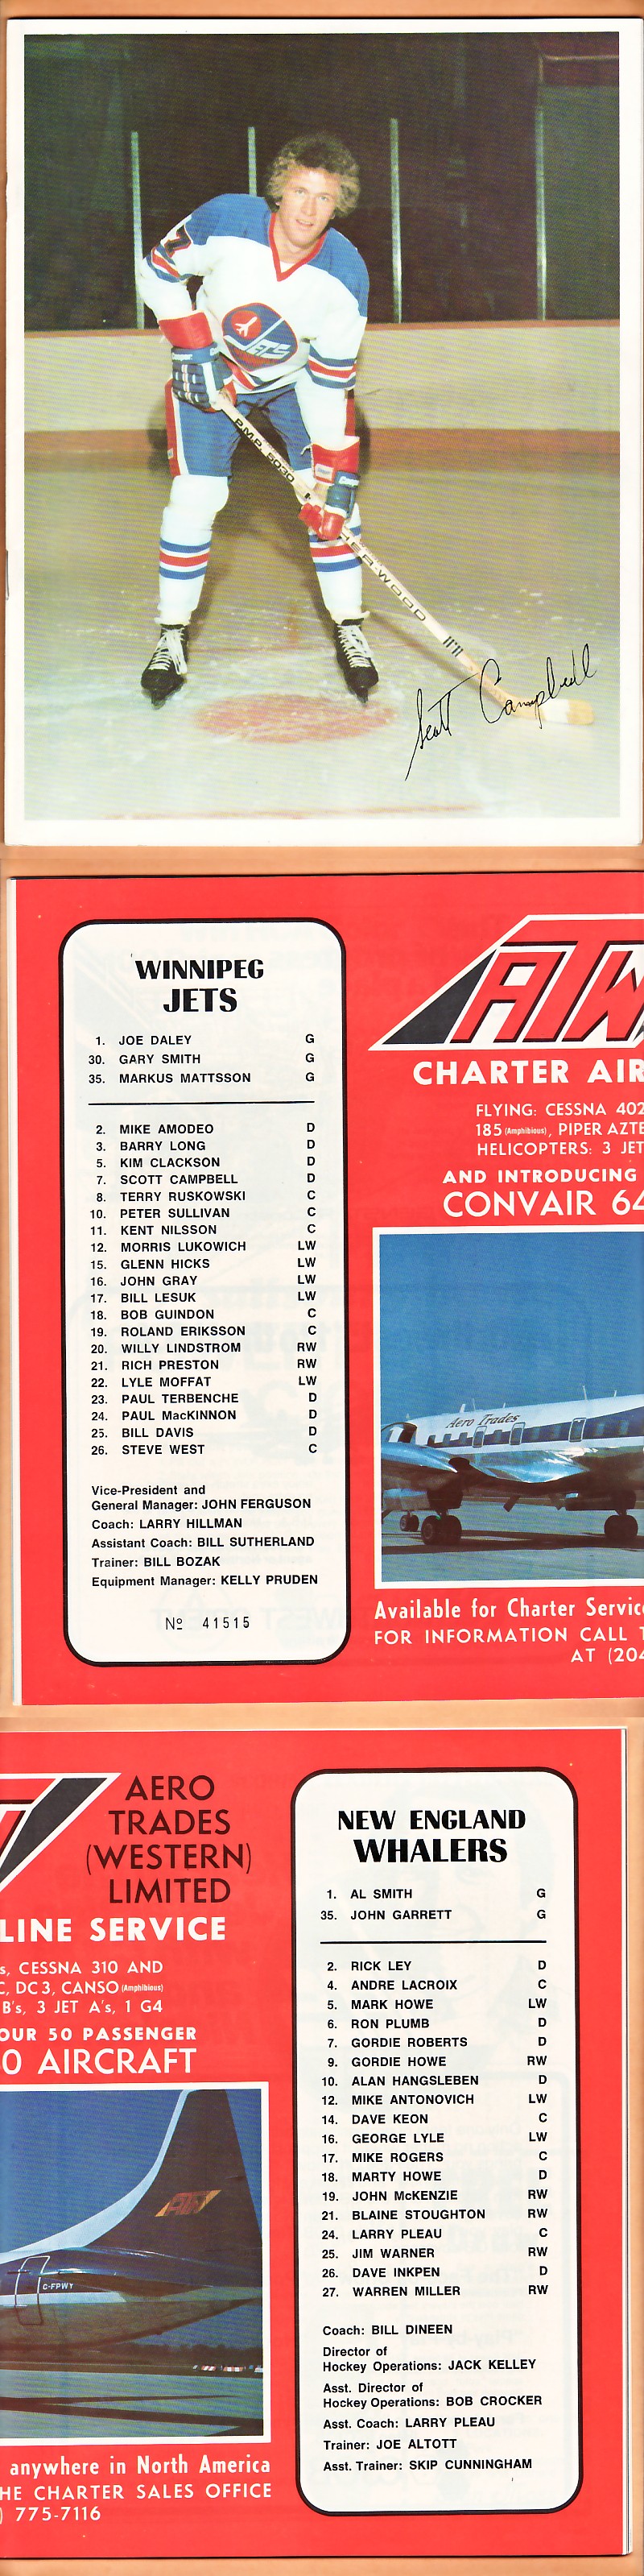 7
JETS
Cooper
P.M.P. 5030
SHER-WOOD
Scott Campbell
WINNIPEG
JETS
1. JOE DALEY G
30. GARY SMITH G
35. MARKUS MATTSSON G
2. MIKE AMODEO D
3. BARRY LONG D
5. KIM CLACKSON D
7. SCOTT CAMPBELL D
8. TERRY RUSKOWSKI C
10. PETER SULLIVAN C
11. KENT NILSSON C
12. MORRIS LUKOWICH LW
15. GLENN HICKS LW
16. JOHN GRAY LW
17. BILL LESUK LW
18. BOB GUINDON C
19. ROLAND ERIKSSON C
20. WILLY LINDSTROM RW
21. RICH PRESTON RW
22. LYLE MOFFAT LW
23. PAUL TERBENCHE D
24. PAUL MacKINNON D
25. BILL DAVIS D
26. STEVE WEST C
Vice-President and
General Manager: JOHN FERGUSON
Coach: LARRY HILLMAN
Assistant Coach: BILL SUTHERLAND
Trainer: BILL BOZAK
Equipment Manager: KELLY PRUDEN
Nº 41515
ATW
CHARTER AIR
FLYING: CESSNA 402
185 (Amphibious), PIPER AZTE
HELICOPTERS: 3 JET
AND INTRODUCING
CONVAIR 64
Aero Trades
Available for Charter Servic
FOR INFORMATION CALL T
AT (204
AERO
TRADES
(WESTERN)
LIMITED
LINE SERVICE
s, CESSNA 310 AND
C, DC3, CANSO (Amphibious)
B's, 3 JET A's, 1 G4
OUR 50 PASSENGER
0 AIRCRAFT
ATW
C-FPWY
anywhere in North America
HE CHARTER SALES OFFICE
) 775-7116
NEW ENGLAND
WHALERS
1. AL SMITH G
35. JOHN GARRETT G
2. RICK LEY D
4. ANDRE LACROIX C
5. MARK HOWE LW
6. RON PLUMB D
7. GORDIE ROBERTS D
9. GORDIE HOWE RW
10. ALAN HANGSLEBEN D
12. MIKE ANTONOVICH LW
14. DAVE KEON C
16. GEORGE LYLE LW
17. MIKE ROGERS C
18. MARTY HOWE D
19. JOHN McKENZIE RW
21. BLAINE STOUGHTON RW
24. LARRY PLEAU C
25. JIM WARNER RW
26. DAVE INKPEN D
27. WARREN MILLER RW
Coach: BILL DINEEN
Director of
Hockey Operations: JACK KELLEY
Asst. Director of
Hockey Operations: BOB CROCKER
Asst. Coach: LARRY PLEAU
Trainer: JOE ALTOTT
Asst. Trainer: SKIP CUNNINGHAM